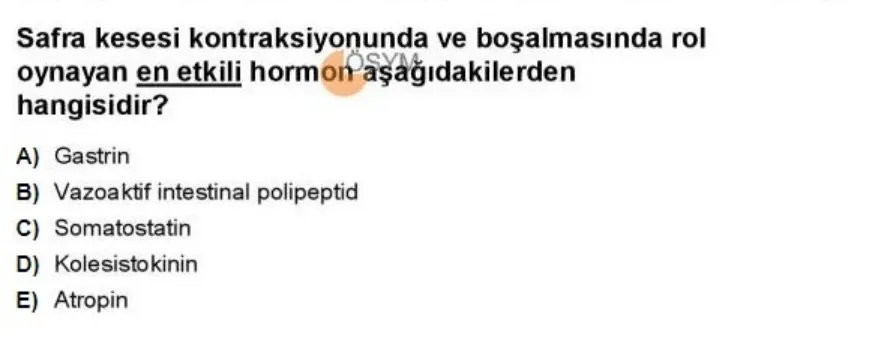 Safra kesesi kontraksiyonunda ve boşalmasında rol
oynayan en etkili hormon aşağıdakilerden
hangisidir?
ÖSYM
A) Gastrin
B) Vazoaktif intestinal polipeptid
C) Somatostatin
D) Kolesistokinin
E) Atropin